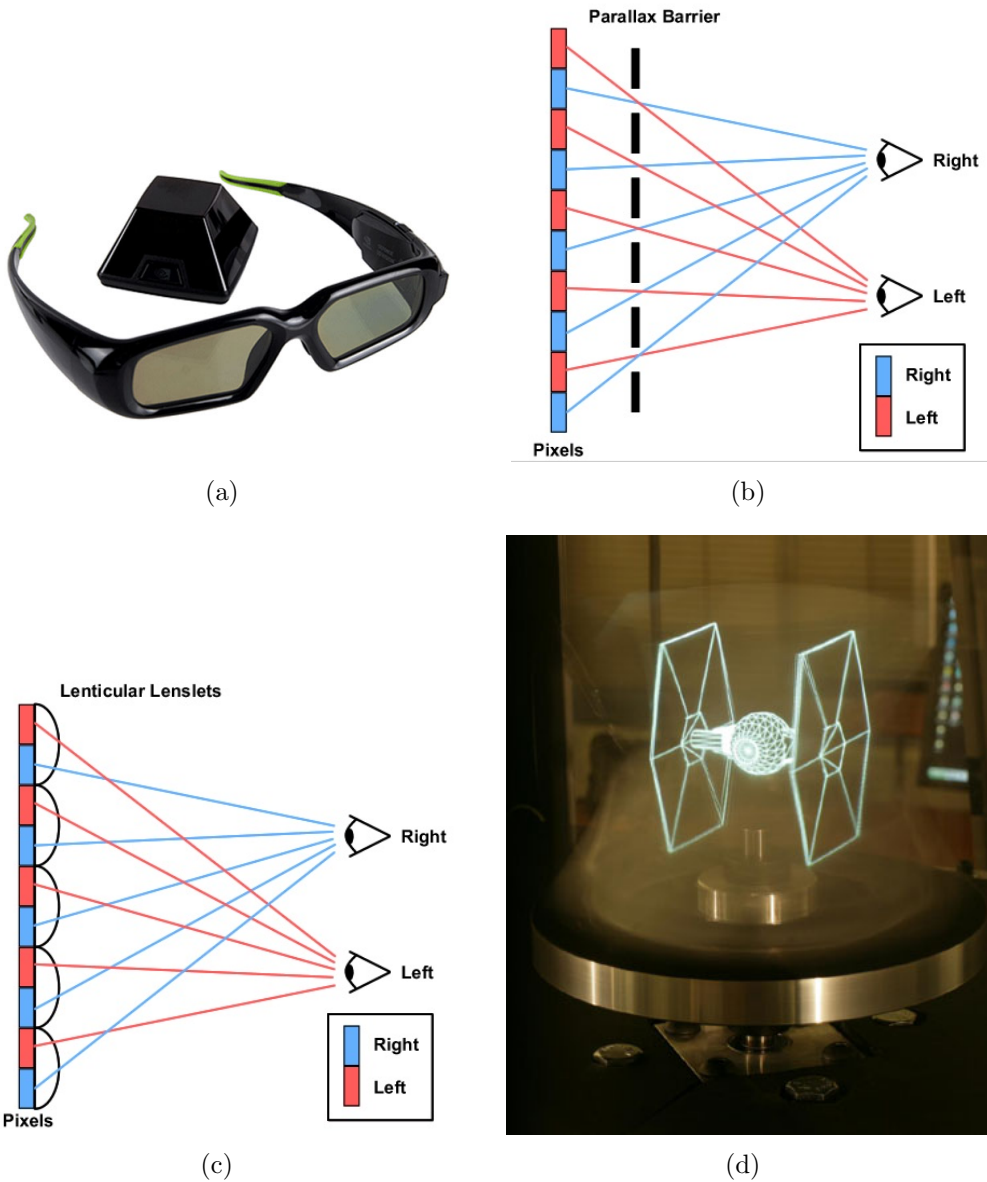 Parallax Barrier
Right
Left
Right
Left
Pixels
(a)
(b)
Lenticular Lenslets
Right
Left
Right
Left
Pixels
(c)
(d)